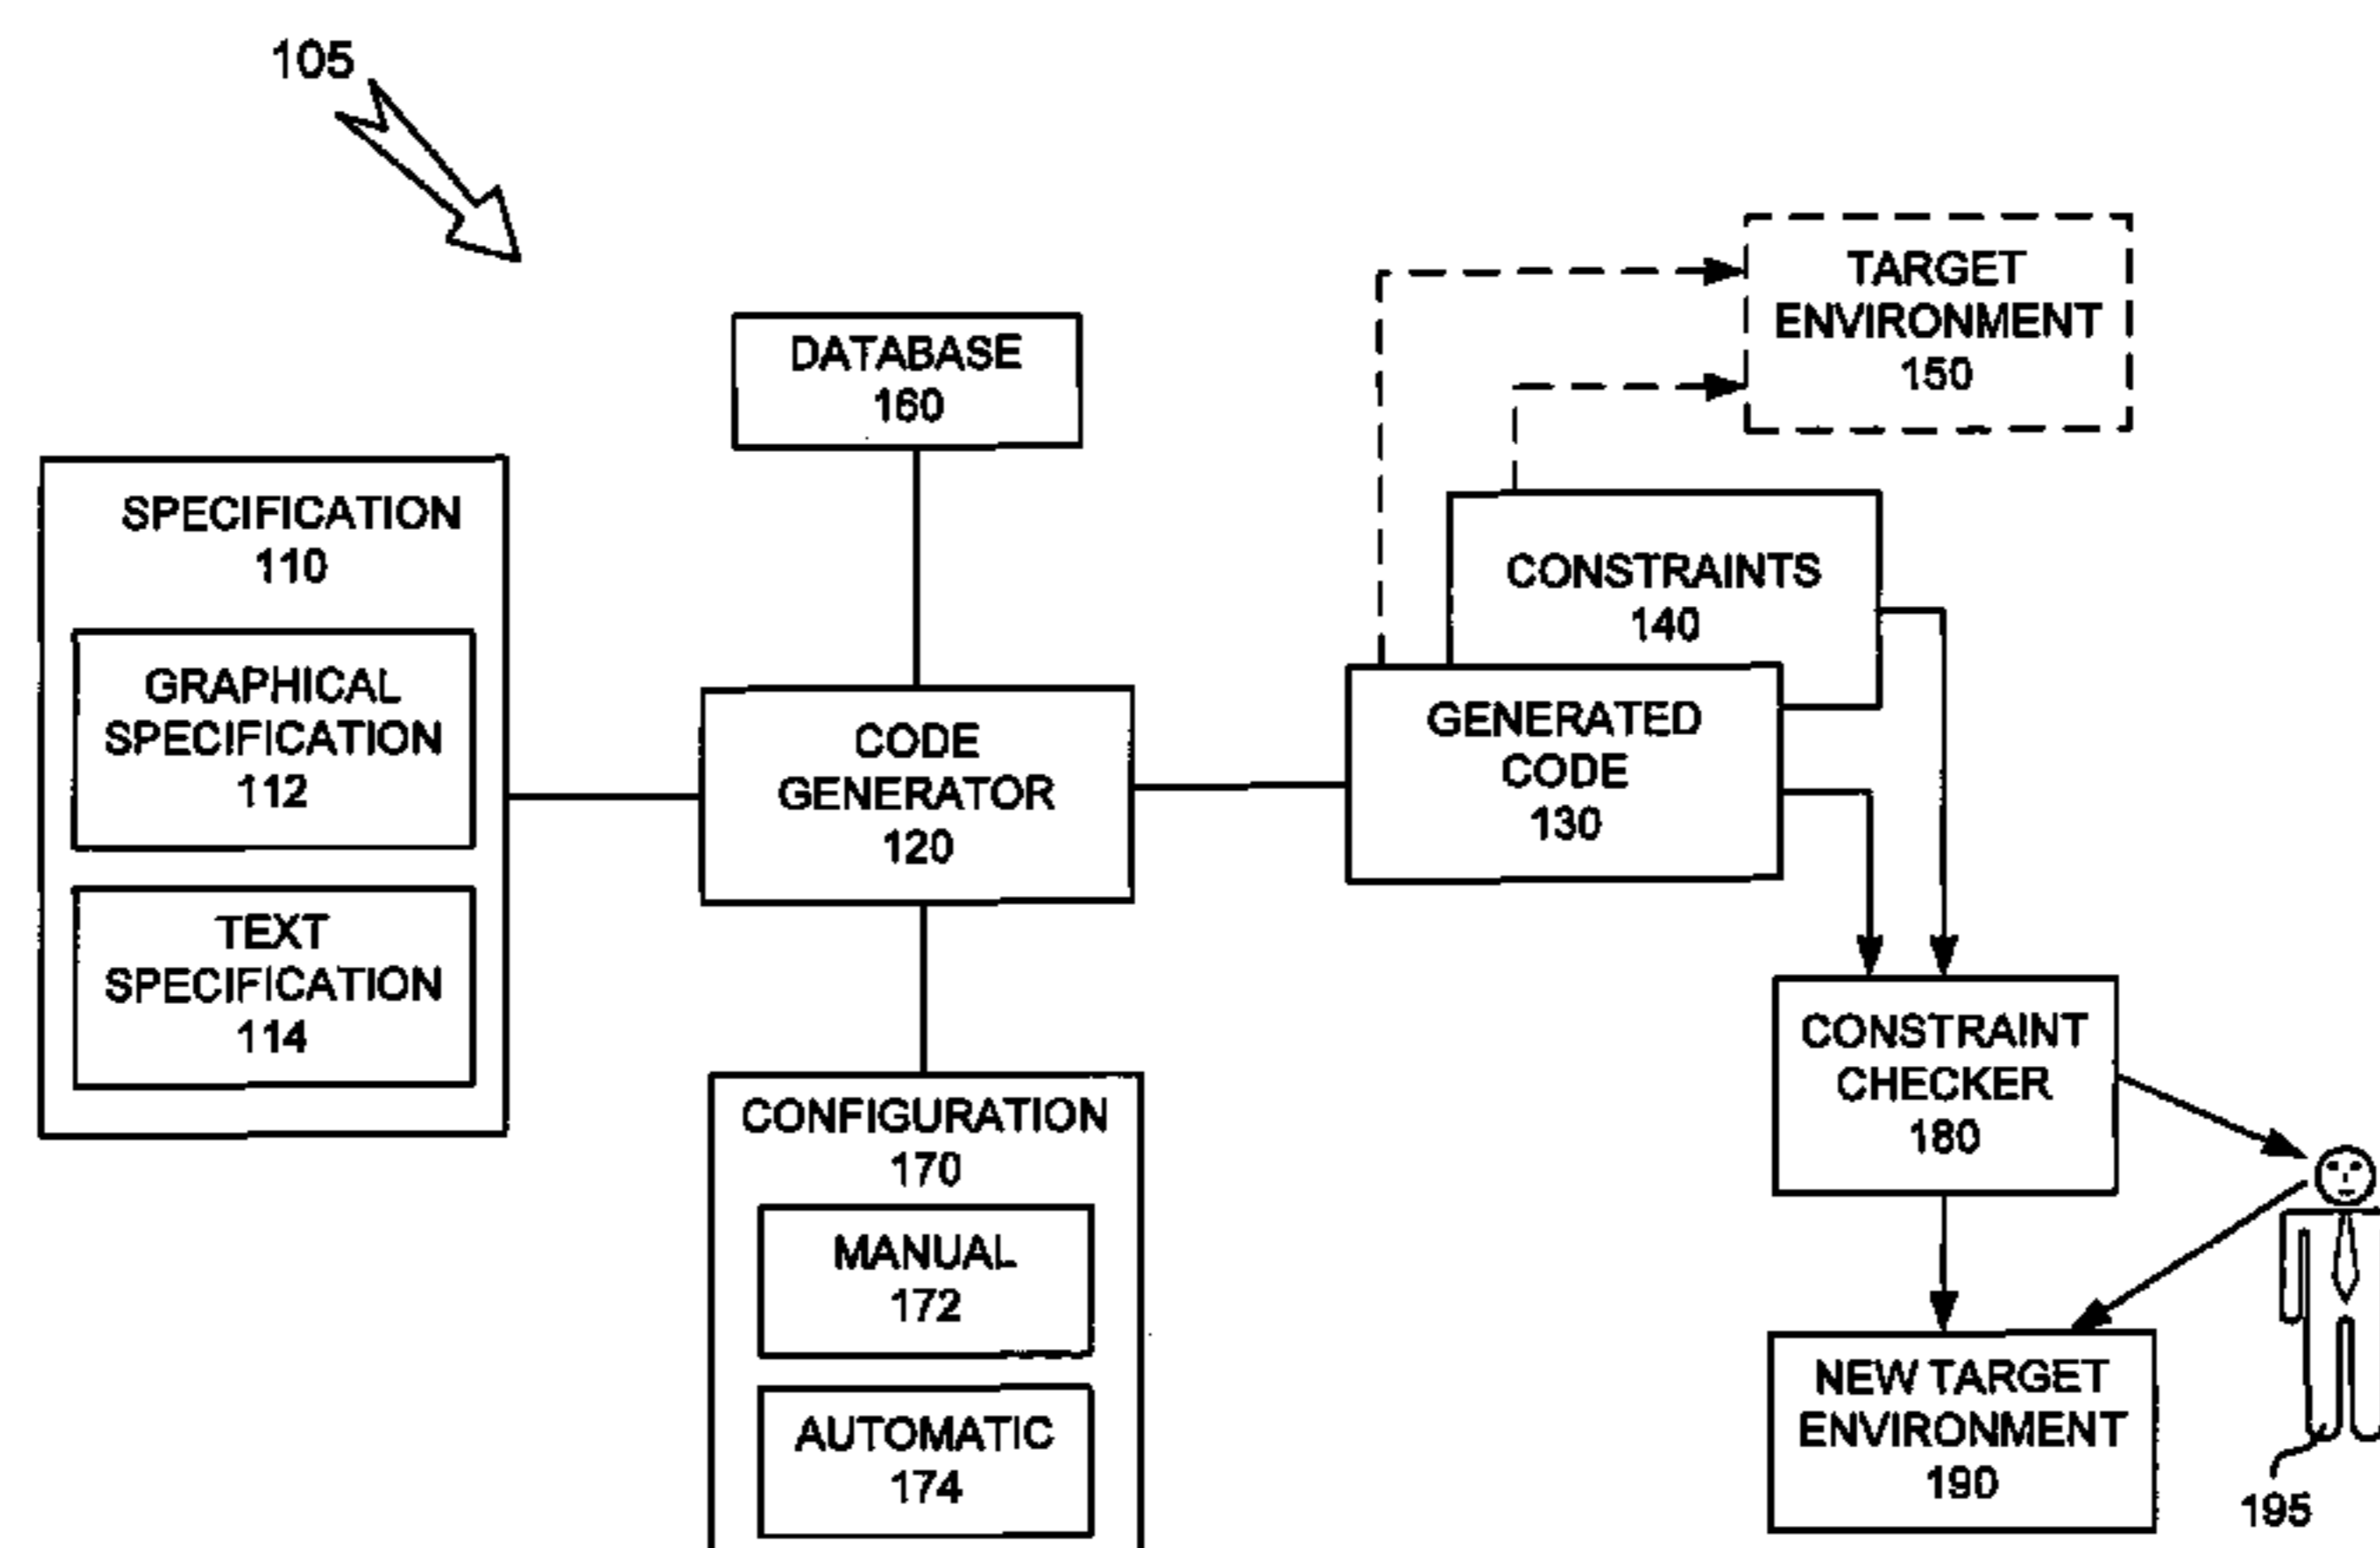 105
TARGET
ENVIRONMENT
150
DATABASE
160
SPECIFICATION
110
GRAPHICAL
SPECIFICATION
112
TEXT
SPECIFICATION
114
CODE
GENERATOR
120
CONSTRAINTS
140
GENERATED
CODE
130
CONFIGURATION
170
MANUAL
172
AUTOMATIC
174
CONSTRAINT
CHECKER
180
NEW TARGET
ENVIRONMENT
190
195